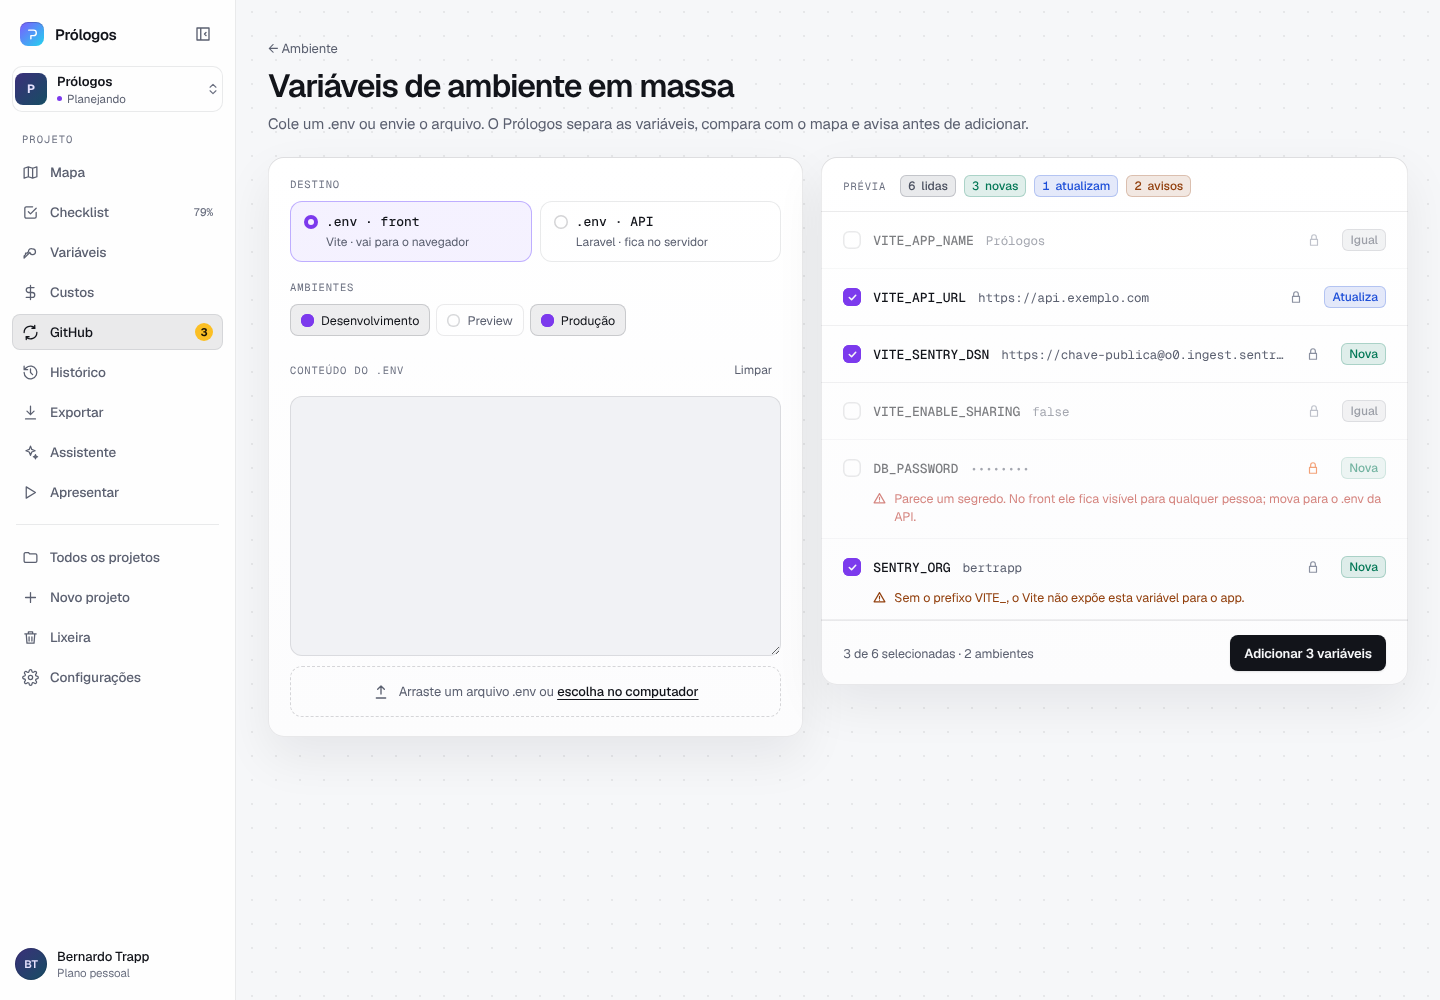 Prólogos
P
Prólogos
Planejando
PROJETO
Mapa
Checklist 79%
Variáveis
Custos
GitHub 3
Histórico
Exportar
Assistente
Apresentar
Todos os projetos
Novo projeto
Lixeira
Configurações
BT
Bernardo Trapp
Plano pessoal
← Ambiente
Variáveis de ambiente em massa
Cole um .env ou envie o arquivo. O Prólogos separa as variáveis, compara com o mapa e avisa antes de adicionar.
DESTINO
.env · front
Vite · vai para o navegador
.env · API
Laravel · fica no servidor
AMBIENTES
Desenvolvimento Preview Produção
CONTEÚDO DO .ENV Limpar
Arraste um arquivo .env ou escolha no computador
PRÉVIA 6 lidas 3 novas 1 atualizam 2 avisos
VITE_APP_NAME Prólogos Igual
VITE_API_URL https://api.exemplo.com Atualiza
VITE_SENTRY_DSN https://chave-publica@o0.ingest.sentr… Nova
VITE_ENABLE_SHARING false Igual
DB_PASSWORD •••••••• Nova
Parece um segredo. No front ele fica visível para qualquer pessoa; mova para o .env da
API.
SENTRY_ORG bertrapp Nova
Sem o prefixo VITE_, o Vite não expõe esta variável para o app.
3 de 6 selecionadas · 2 ambientes Adicionar 3 variáveis